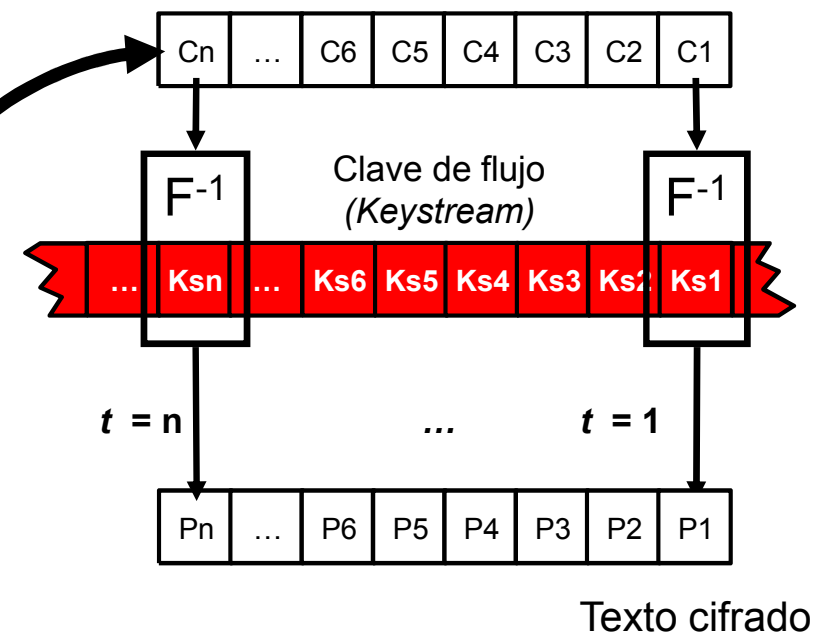 Cn … C6 C5 C4 C3 C2 C1
F-1 Clave de flujo F-1
(Keystream)
… Ksn … Ks6 Ks5 Ks4 Ks3 Ks2 Ks1
t = n … t = 1
Pn … P6 P5 P4 P3 P2 P1
Texto cifrado